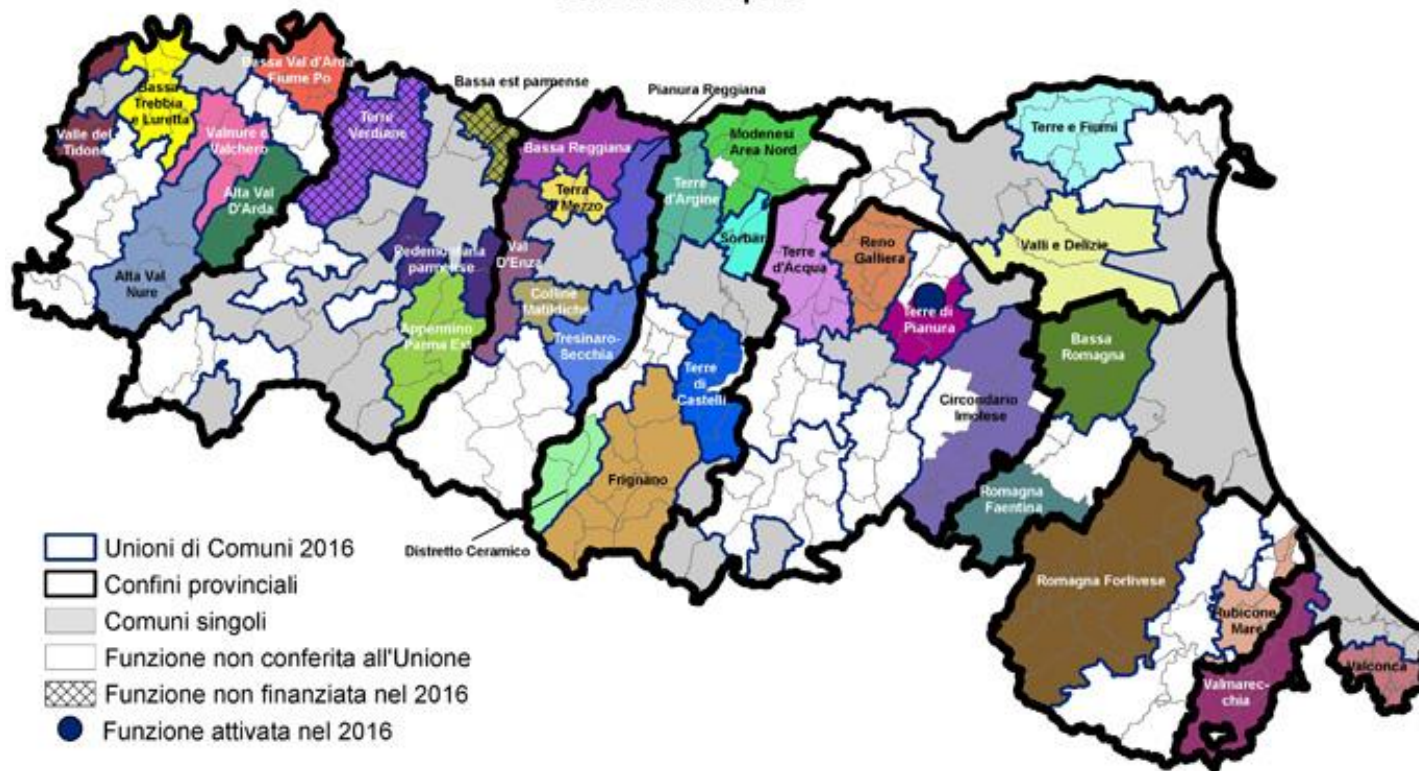 Bassa Val d'Arda
Fiume Po
Bassa est parmense
Pianura Reggiana
Bassa
Trebbia
e Luretta
Valle del
Tidone
Valnure e
Valchero
Terre
Verdiane
Bassa Reggiana
Modenesi
Area Nord
Terre e Fiumi
Alta Val
D'Arda
Terra
di Mezzo
Terre
d'Argine
Sorbara
Alta Val
Nure
Pedemontana
parmense
Val
D'Enza
Terre
d'Acqua
Reno
Galliera
Valli e Delizie
Colline
Matildiche
Terre di
Pianura
Appennino
Parma Est
Tresinaro-
Secchia
Bassa
Romagna
Terre
di
Castelli
Circondario
Imolese
Frignano
Romagna
Faentina
Distretto Ceramico
Romagna Forlivese
Rubicone
Mare
Valconca
Valmarec-
chia
Unioni di Comuni 2016
Confini provinciali
Comuni singoli
Funzione non conferita all'Unione
Funzione non finanziata nel 2016
Funzione attivata nel 2016